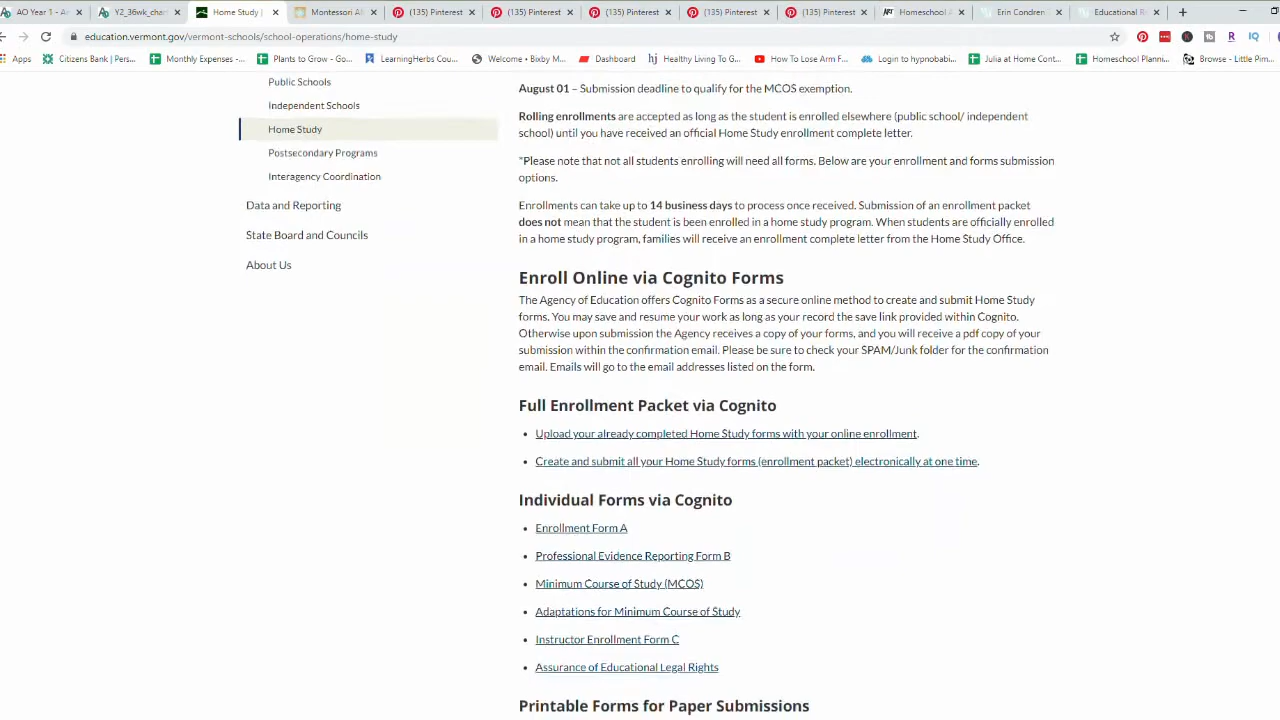 AO Year 1 - A
Y2_36wk_char
Home Study |
Montessori Al
(135) Pinterest
(135) Pinterest
(135) Pinterest
(135) Pinterest
(135) Pinterest
Homeschool A
Erin Condren
Educational R
education.vermont.gov/vermont-schools/school-operations/home-study
Apps
Citizens Bank | Pers...
Monthly Expenses -...
Plants to Grow - Go...
LearningHerbs Cou...
Welcome • Bixby M...
Dashboard
Healthy Living To G...
How To Lose Arm F...
Login to hypnobabi...
Julia at Home Cont...
Homeschool Planni...
Browse - Little Pim...
Public Schools
Independent Schools
Home Study
Postsecondary Programs
Interagency Coordination
Data and Reporting
State Board and Councils
About Us
August 01 – Submission deadline to qualify for the MCOS exemption.
Rolling enrollments are accepted as long as the student is enrolled elsewhere (public school/ independent
school) until you have received an official Home Study enrollment complete letter.
*Please note that not all students enrolling will need all forms. Below are your enrollment and forms submission
options.
Enrollments can take up to 14 business days to process once received. Submission of an enrollment packet
does not mean that the student is been enrolled in a home study program. When students are officially enrolled
in a home study program, families will receive an enrollment complete letter from the Home Study Office.
Enroll Online via Cognito Forms
The Agency of Education offers Cognito Forms as a secure online method to create and submit Home Study
forms. You may save and resume your work as long as your record the save link provided within Cognito.
Otherwise upon submission the Agency receives a copy of your forms, and you will receive a pdf copy of your
submission within the confirmation email. Please be sure to check your SPAM/Junk folder for the confirmation
email. Emails will go to the email addresses listed on the form.
Full Enrollment Packet via Cognito
• Upload your already completed Home Study forms with your online enrollment.
• Create and submit all your Home Study forms (enrollment packet) electronically at one time.
Individual Forms via Cognito
• Enrollment Form A
• Professional Evidence Reporting Form B
• Minimum Course of Study (MCOS)
• Adaptations for Minimum Course of Study
• Instructor Enrollment Form C
• Assurance of Educational Legal Rights
Printable Forms for Paper Submissions